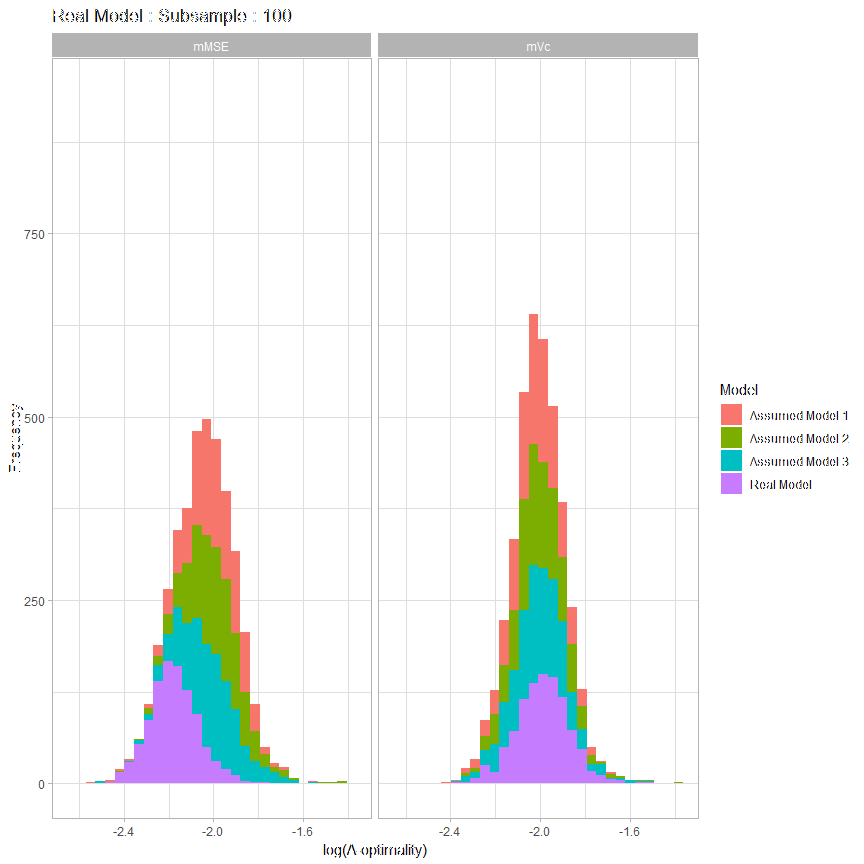 Real Model : Subsample : 100
mMSE
mVc
750
500
250
0
Frequency
-2.4
-2.0
-1.6
-2.4
-2.0
-1.6
log(A-optimality)
Model
Assumed Model 1
Assumed Model 2
Assumed Model 3
Real Model